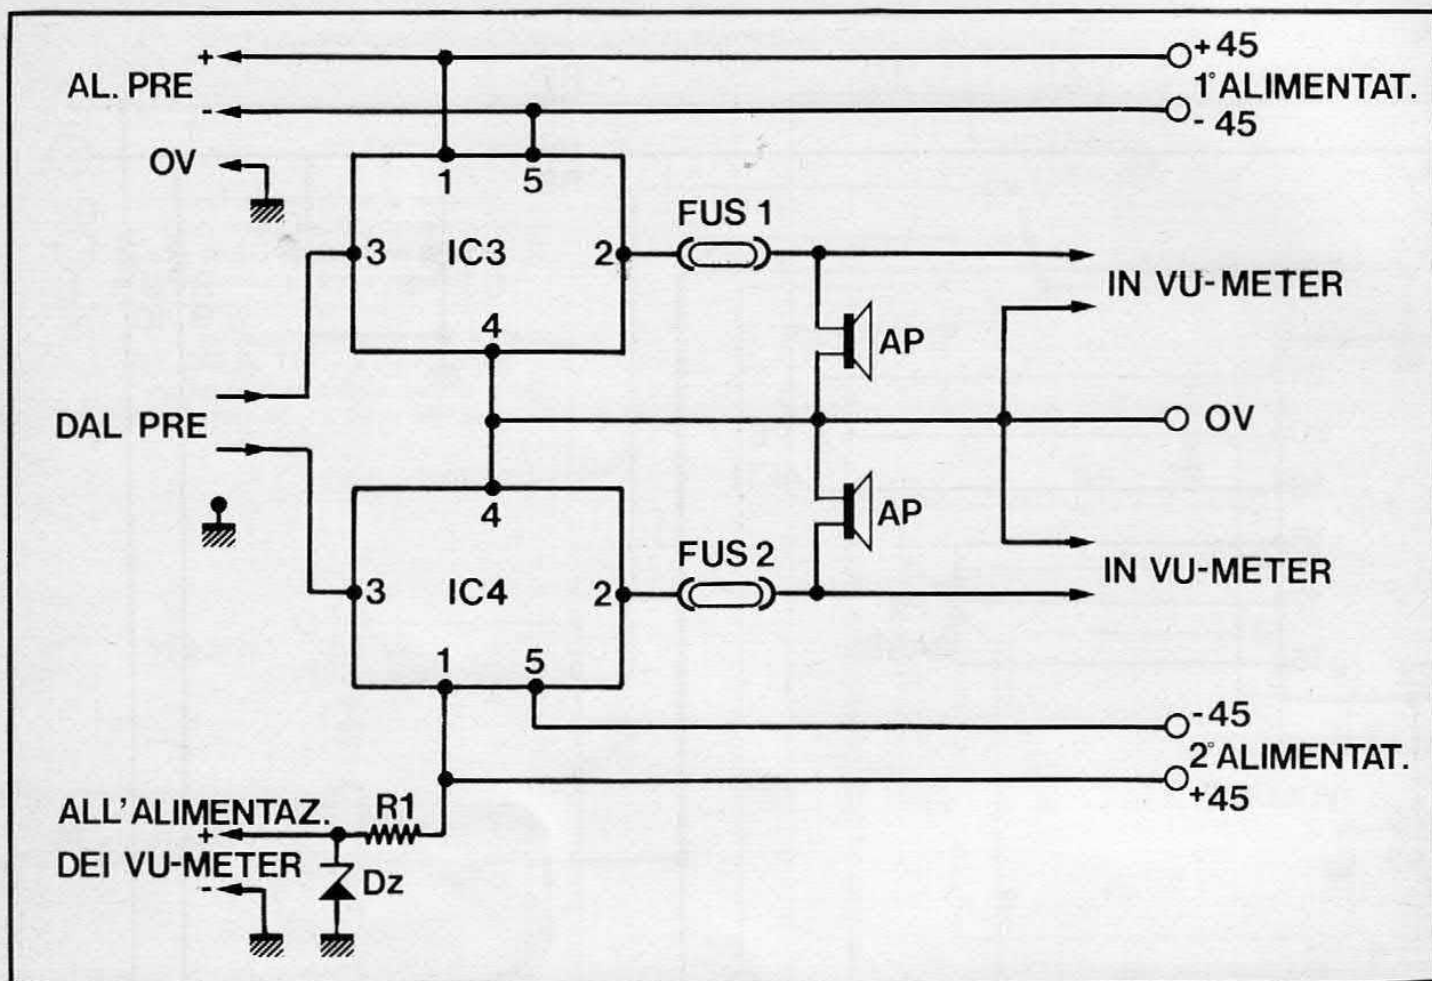 +
+45
AL. PRE
1° ALIMENTAT.
-
-45
OV
1
5
FUS 1
3
IC3
2
IN VU-METER
4
AP
DAL PRE
OV
4
AP
FUS 2
3
IC4
2
IN VU-METER
1
5
-45
2° ALIMENTAT.
+45
ALL'ALIMENTAZ.
R1
+
DEI VU-METER
-
Dz